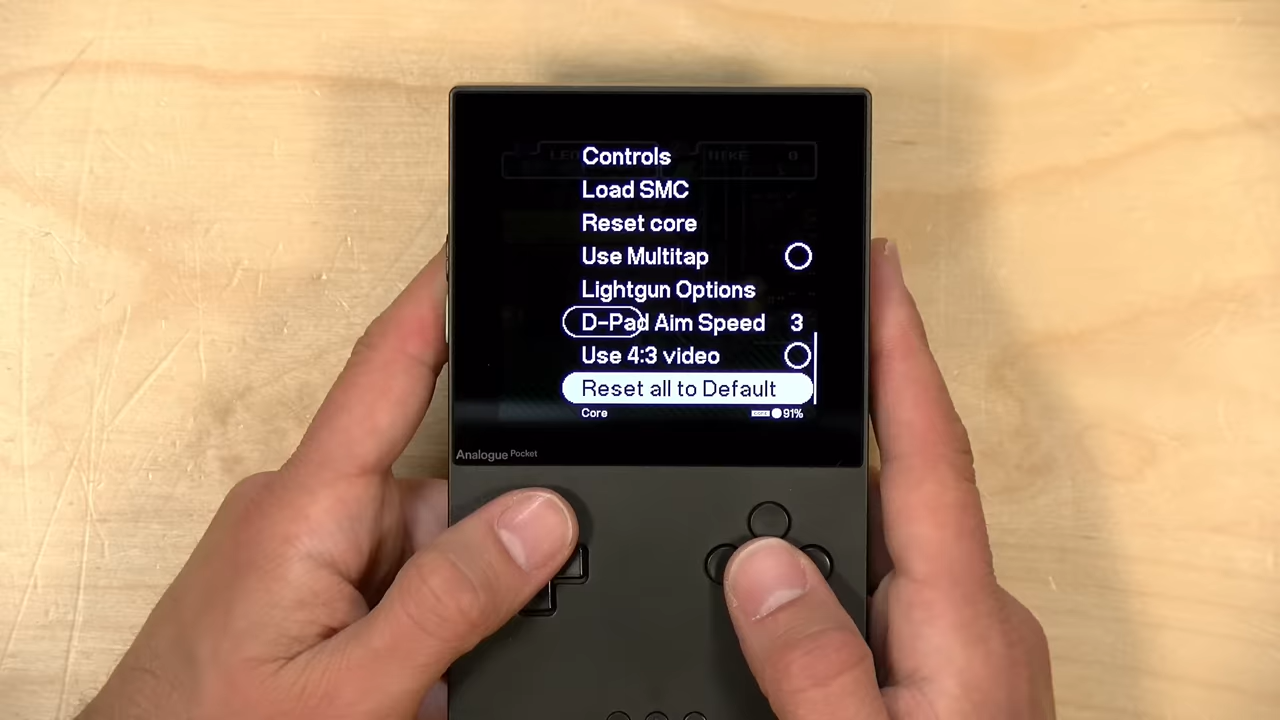 Controls
Load SMC
Reset core
Use Multitap
Lightgun Options
D-Pad Aim Speed 3
Use 4:3 video
Reset all to Default
Core 91%
Analogue Pocket